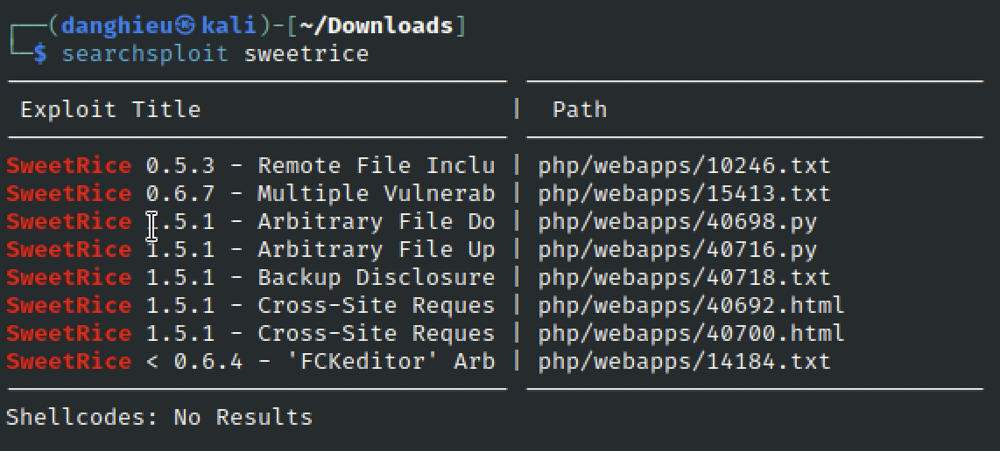 (danghieu㉿kali)-[~/Downloads]
$ searchsploit sweetrice
Exploit Title | Path
SweetRice 0.5.3 - Remote File Inclu | php/webapps/10246.txt
SweetRice 0.6.7 - Multiple Vulnerab | php/webapps/15413.txt
SweetRice 1.5.1 - Arbitrary File Do | php/webapps/40698.py
SweetRice 1.5.1 - Arbitrary File Up | php/webapps/40716.py
SweetRice 1.5.1 - Backup Disclosure | php/webapps/40718.txt
SweetRice 1.5.1 - Cross-Site Reques | php/webapps/40692.html
SweetRice 1.5.1 - Cross-Site Reques | php/webapps/40700.html
SweetRice < 0.6.4 - 'FCKeditor' Arb | php/webapps/14184.txt
Shellcodes: No Results